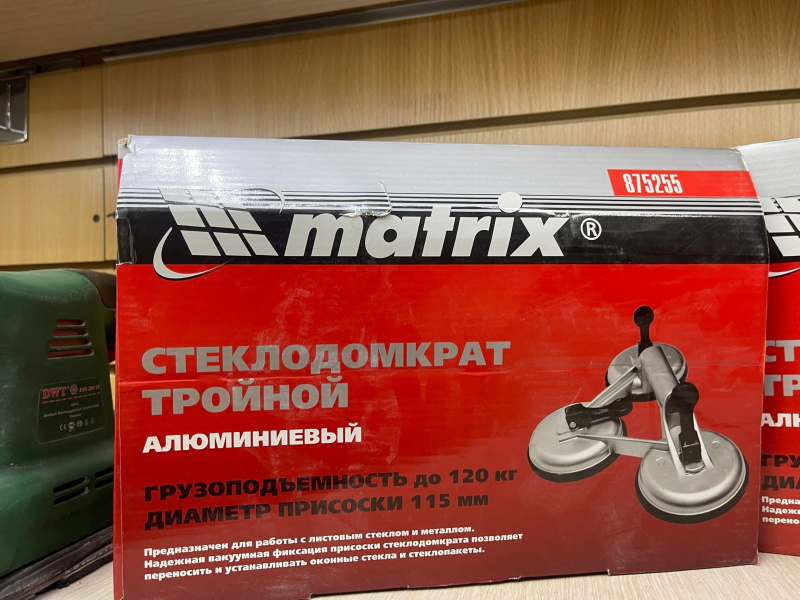 875255
matrix®
СТЕКЛОДОМКРАТ
ТРОЙНОЙ
АЛЮМИНИЕВЫЙ
ГРУЗОПОДЪЕМНОСТЬ до 120 кг
ДИАМЕТР ПРИСОСКИ 115 мм
Предназначен для работы с листовым стеклом и металлом.
Надежная вакуумная фиксация присоски стеклодомкрата позволяет
переносить и устанавливать оконные стекла и стеклопакеты.
DWT